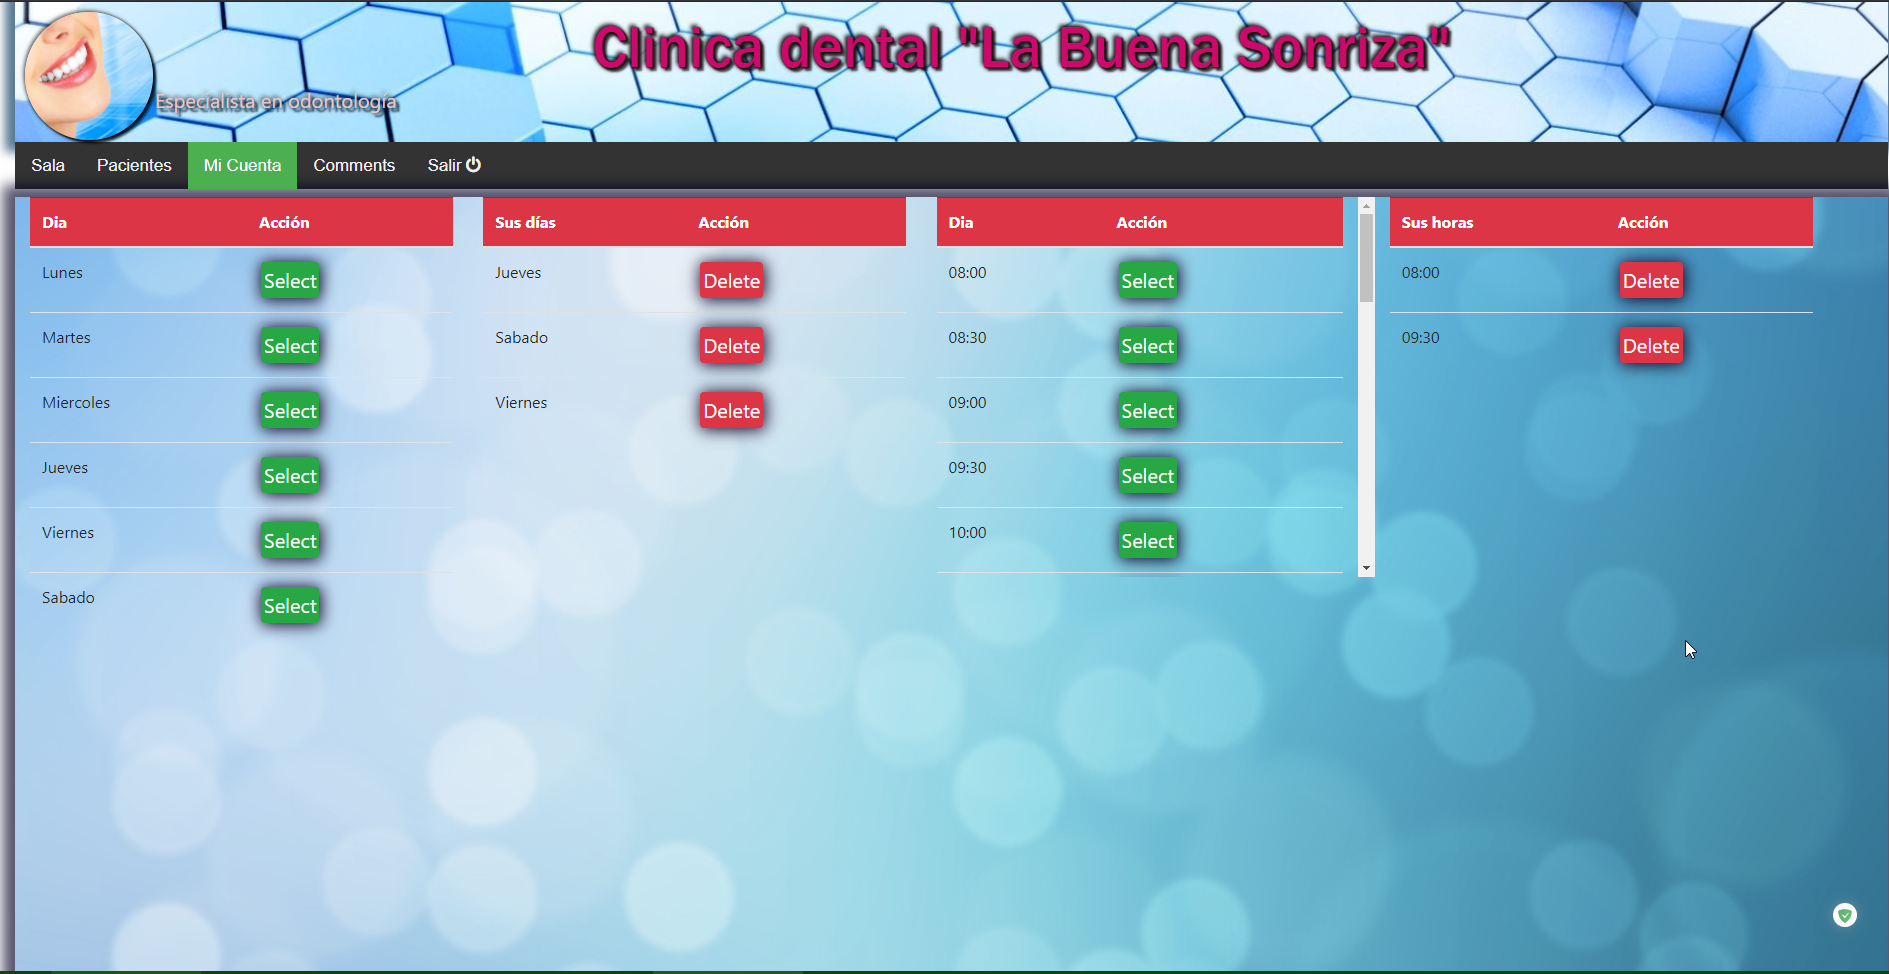 Clinica dental "La Buena Sonriza"
Especialista en odontología
Sala Pacientes Mi Cuenta Comments Salir
Dia Acción
Lunes Select
Martes Select
Miercoles Select
Jueves Select
Viernes Select
Sabado Select
Sus días Acción
Jueves Delete
Sabado Delete
Viernes Delete
Dia Acción
08:00 Select
08:30 Select
09:00 Select
09:30 Select
10:00 Select
Sus horas Acción
08:00 Delete
09:30 Delete